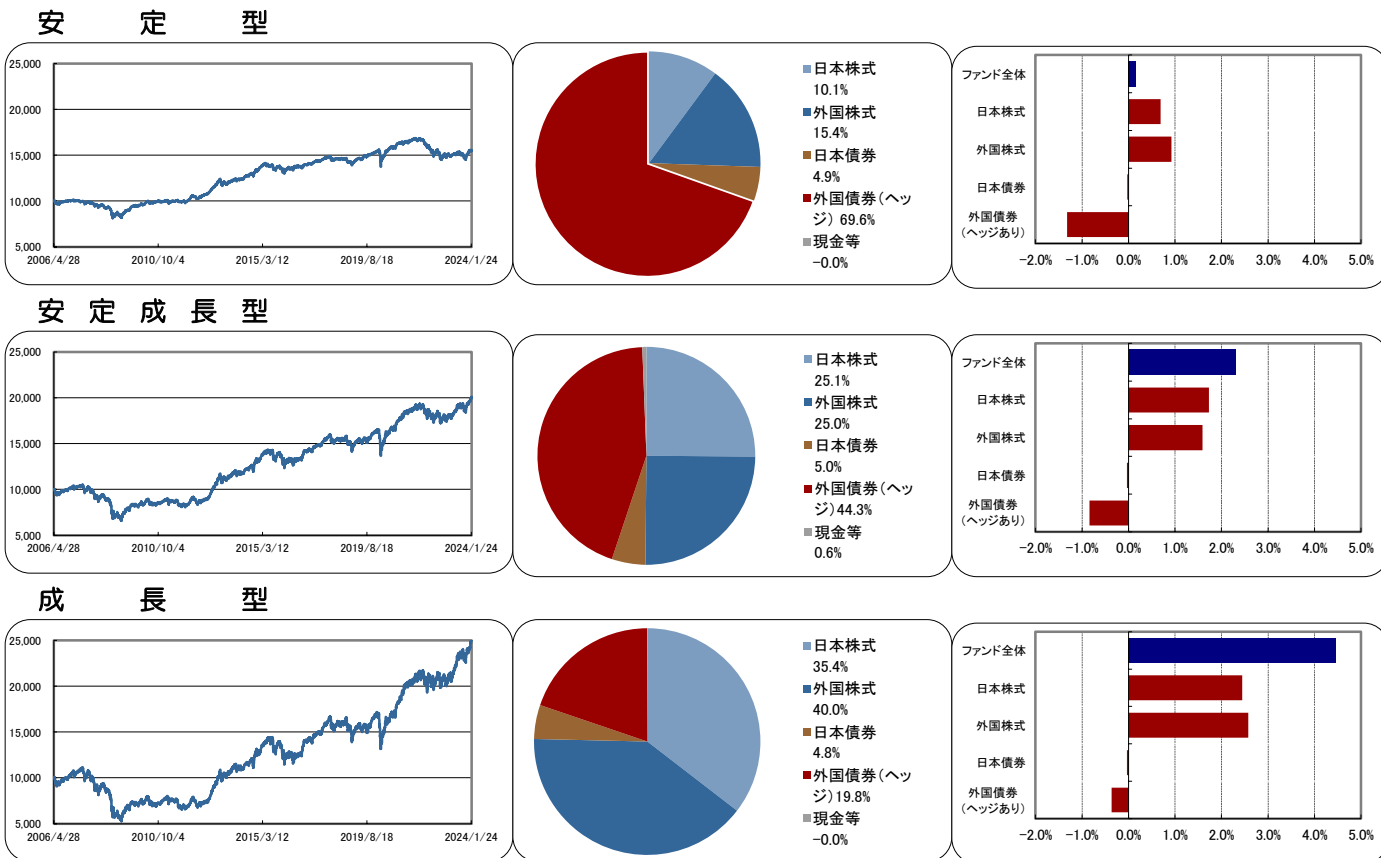 安 定 型
25,000
20,000
15,000
10,000
5,000
2006/4/28 2010/10/4 2015/3/12 2019/8/18 2024/1/24
日本株式
10.1%
外国株式
15.4%
日本債券
4.9%
外国債券(ヘッ
ジ) 69.6%
現金等
-0.0%
ファンド全体
日本株式
外国株式
日本債券
外国債券
(ヘッジあり)
-2.0% -1.0% 0.0% 1.0% 2.0% 3.0% 4.0% 5.0%
安 定 成 長 型
25,000
20,000
15,000
10,000
5,000
2006/4/28 2010/10/4 2015/3/12 2019/8/18 2024/1/24
日本株式
25.1%
外国株式
25.0%
日本債券
5.0%
外国債券(ヘッ
ジ)44.3%
現金等
0.6%
ファンド全体
日本株式
外国株式
日本債券
外国債券
(ヘッジあり)
-2.0% -1.0% 0.0% 1.0% 2.0% 3.0% 4.0% 5.0%
成 長 型
25,000
20,000
15,000
10,000
5,000
2006/4/28 2010/10/4 2015/3/12 2019/8/18 2024/1/24
日本株式
35.4%
外国株式
40.0%
日本債券
4.8%
外国債券(ヘッ
ジ)19.8%
現金等
-0.0%
ファンド全体
日本株式
外国株式
日本債券
外国債券
(ヘッジあり)
-2.0% -1.0% 0.0% 1.0% 2.0% 3.0% 4.0% 5.0%